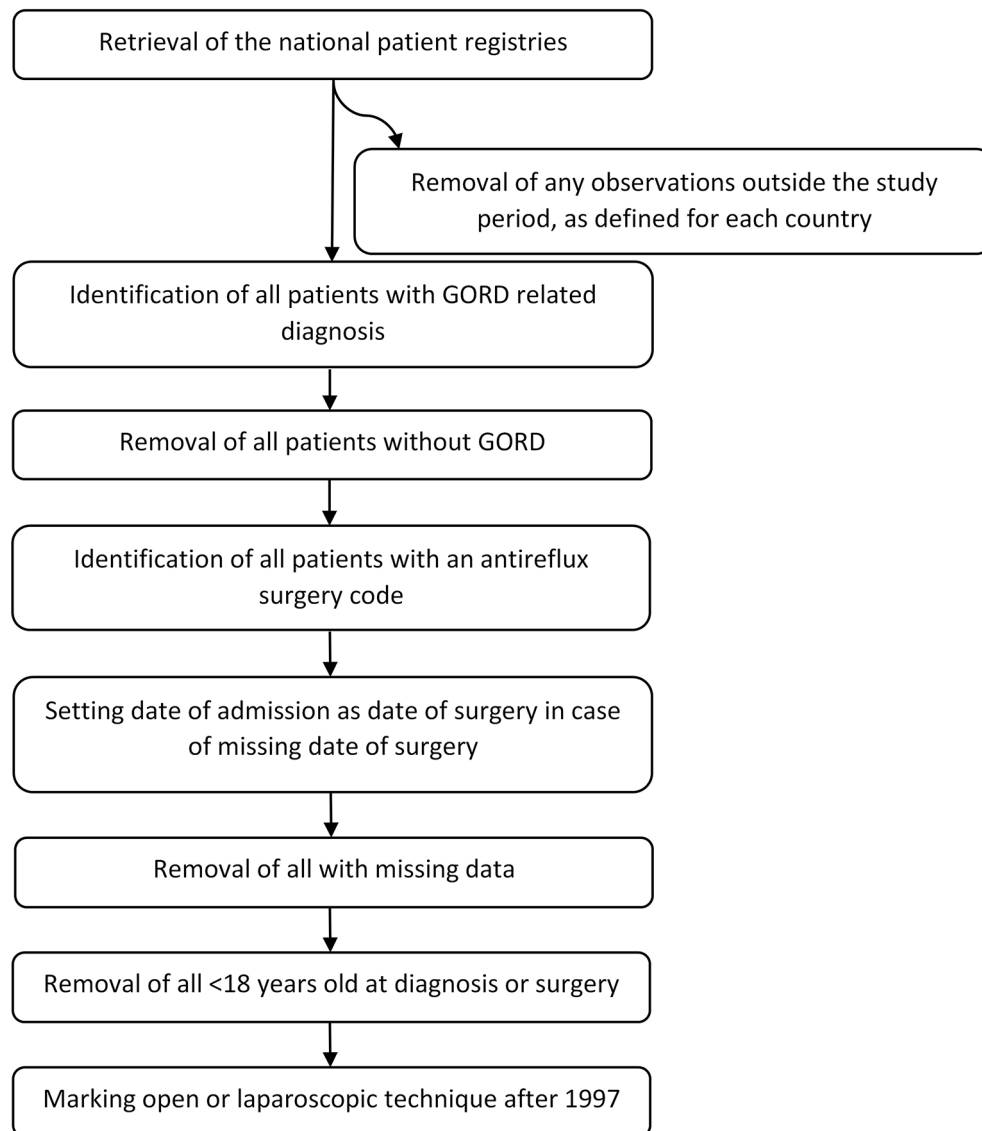 Retrieval of the national patient registries
Removal of any observations outside the study
period, as defined for each country
Identification of all patients with GORD related
diagnosis
Removal of all patients without GORD
Identification of all patients with an antireflux
surgery code
Setting date of admission as date of surgery in case
of missing date of surgery
Removal of all with missing data
Removal of all <18 years old at diagnosis or surgery
Marking open or laparoscopic technique after 1997